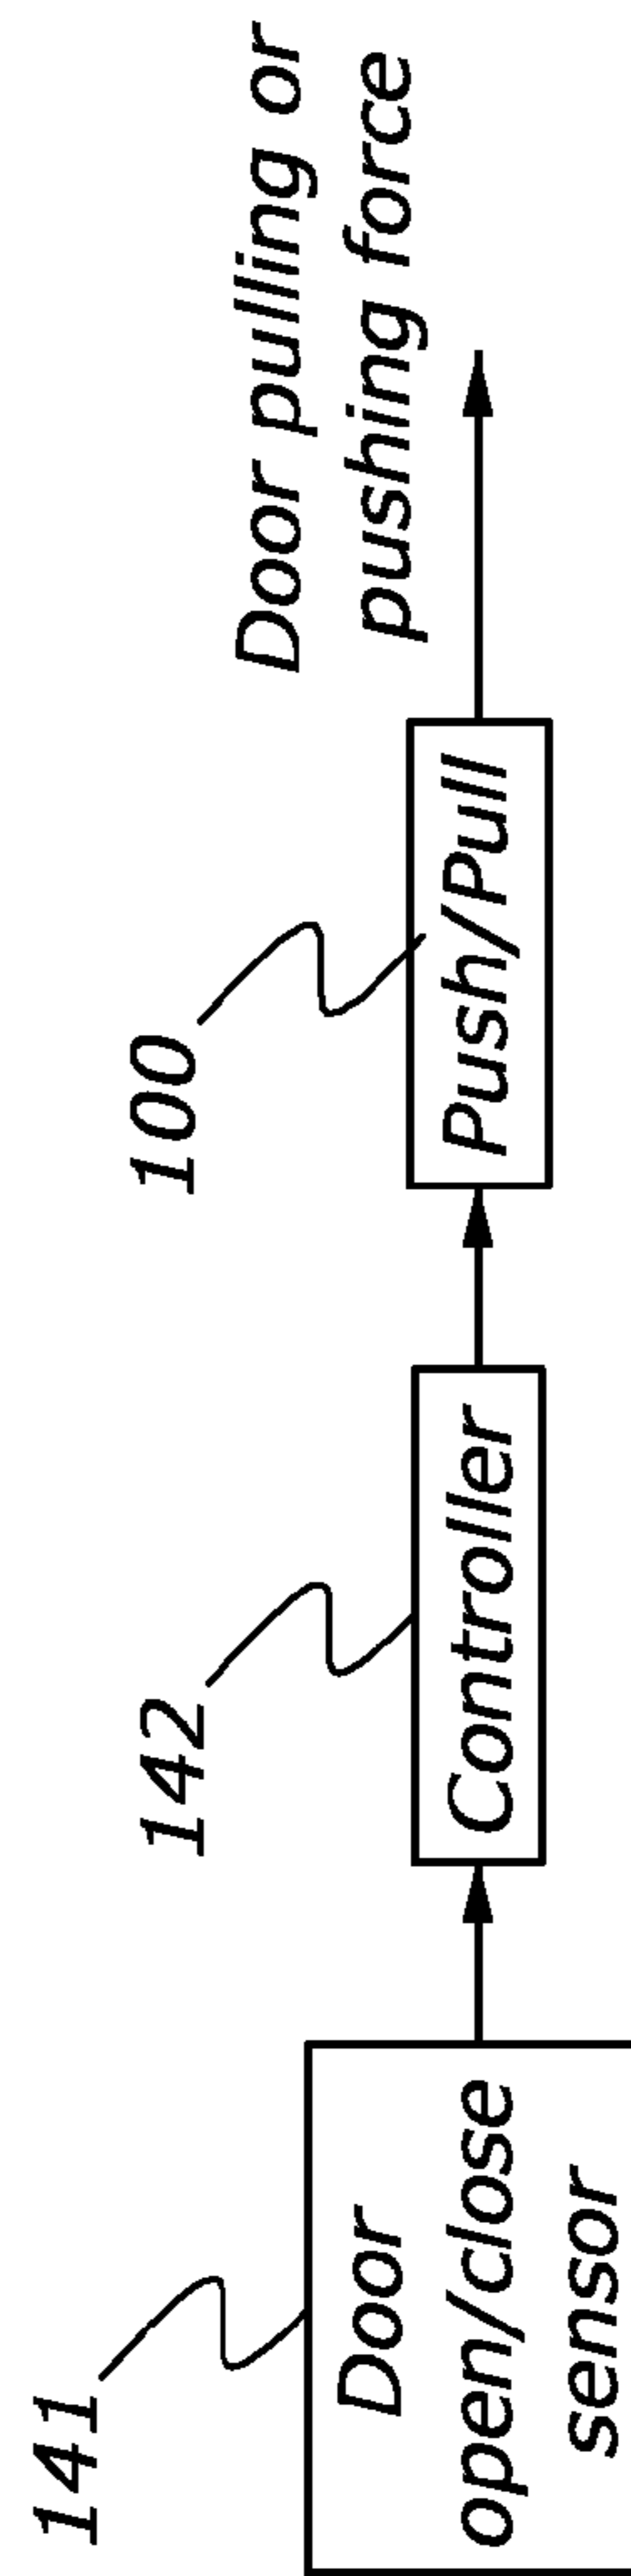 141
Door
open/close
sensor
142
Controller
100
Push/Pull
Door pulling or
pushing force